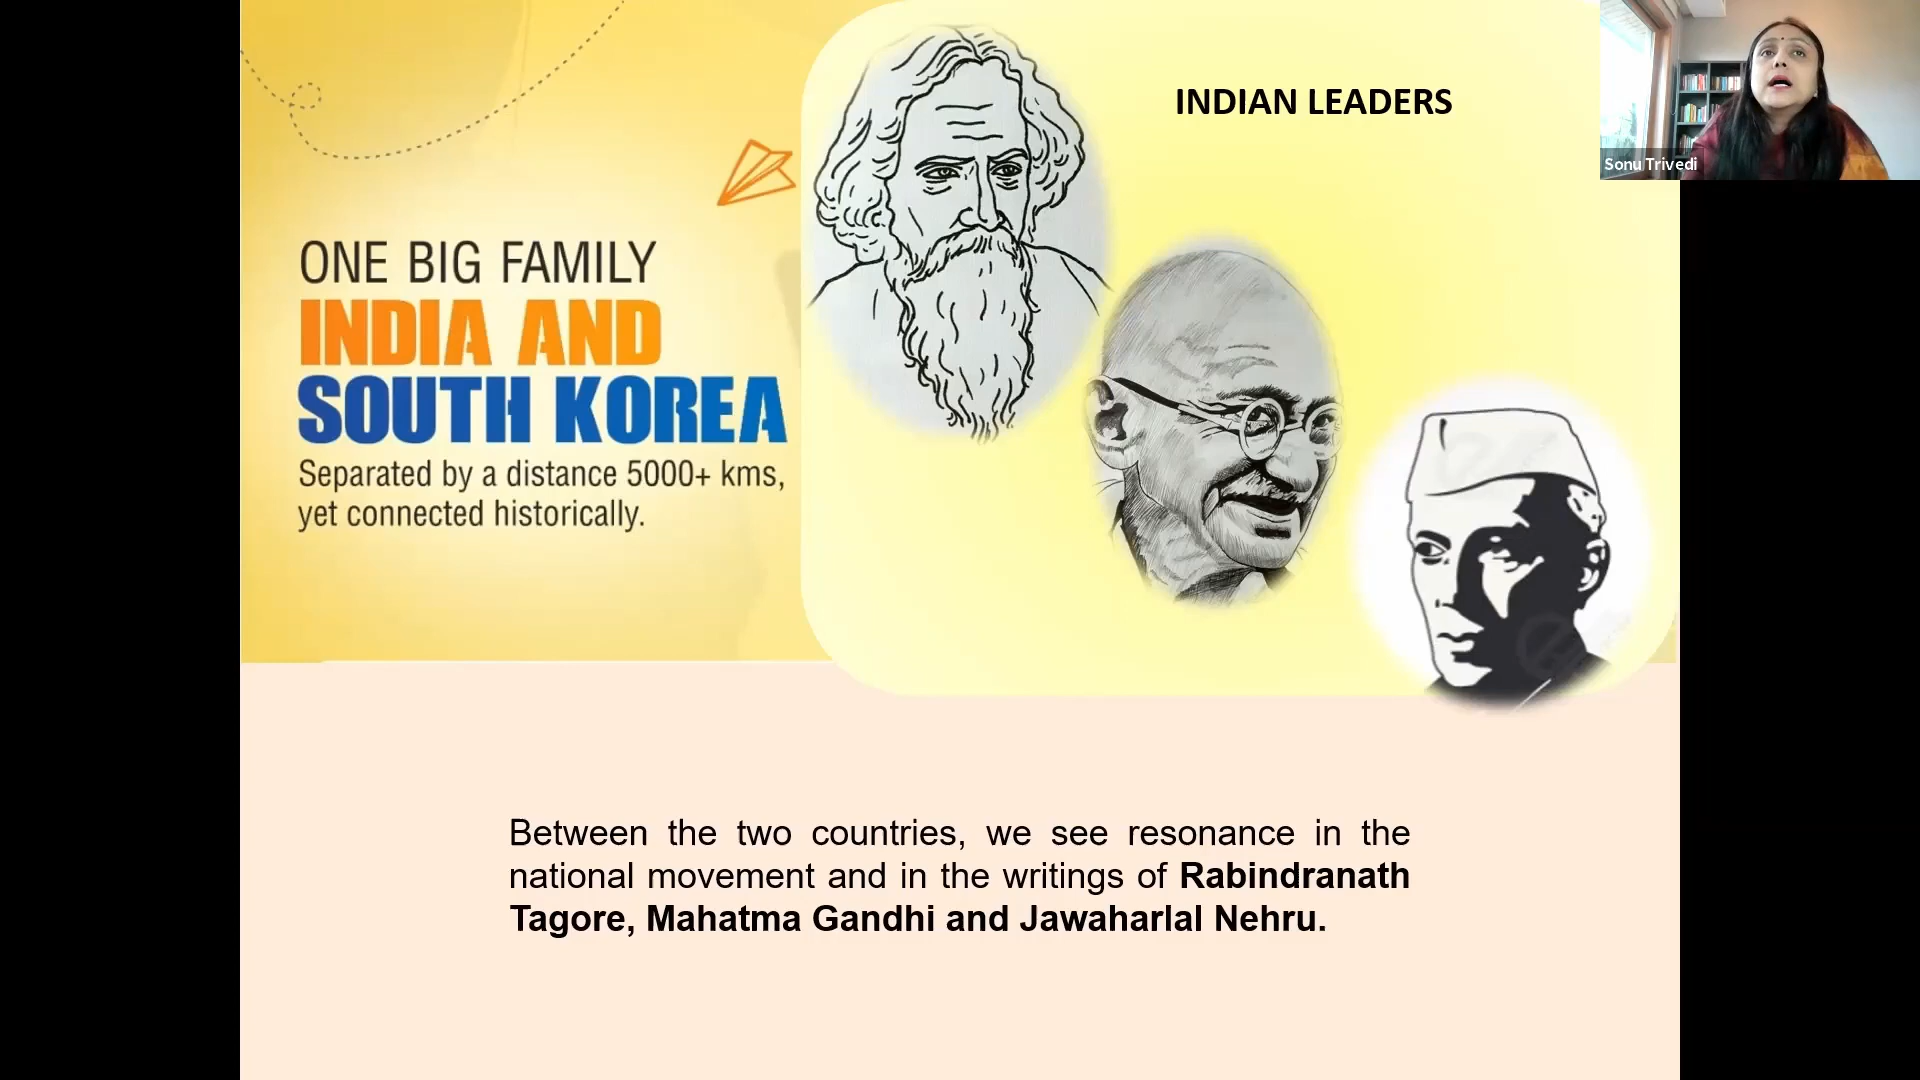 INDIAN LEADERS
Sonu Trivedi
ONE BIG FAMILY
INDIA AND
SOUTH KOREA
Separated by a distance 5000+ kms,
yet connected historically.
Between the two countries, we see resonance in the
national movement and in the writings of Rabindranath
Tagore, Mahatma Gandhi and Jawaharlal Nehru.